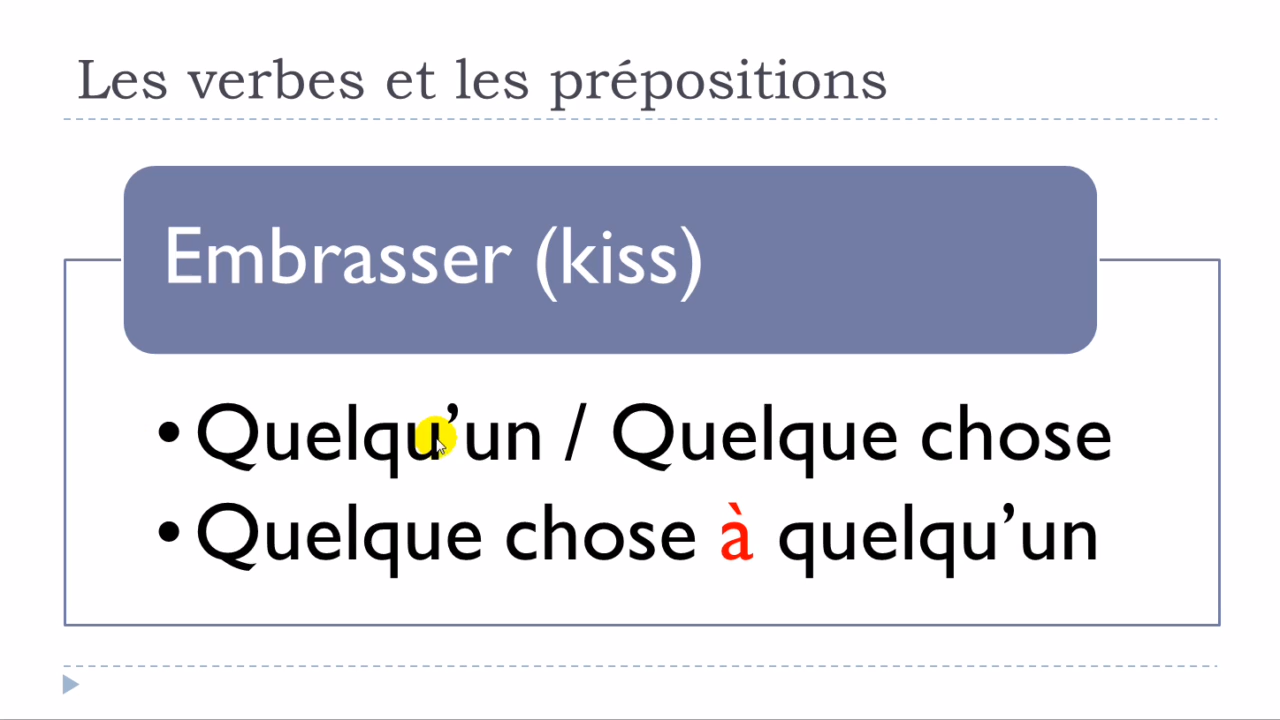 Les verbes et les prépositions
Embrasser (kiss)
• Quelqu’un / Quelque chose
• Quelque chose à quelqu’un